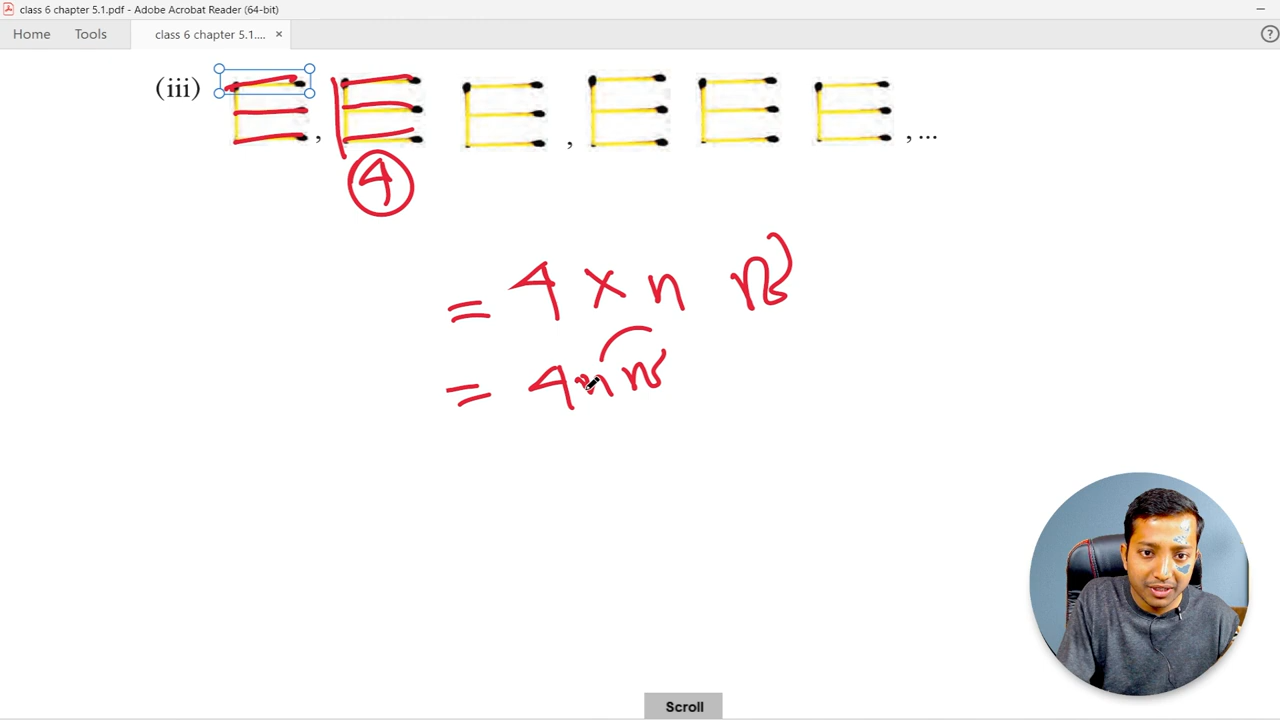 class 6 chapter 5.1.pdf - Adobe Acrobat Reader (64-bit)
Home Tools class 6 chapter 5.1.... × ?
(iii) , , , ...
4
= 4 × n টি
= 4n টি
Scroll